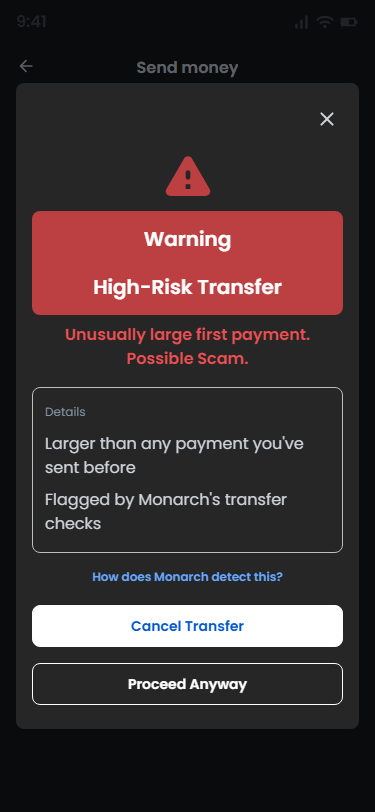 9:41
Send money
Warning
High-Risk Transfer
Unusually large first payment.
Possible Scam.
Details
Larger than any payment you've
sent before
Flagged by Monarch's transfer
checks
How does Monarch detect this?
Cancel Transfer
Proceed Anyway